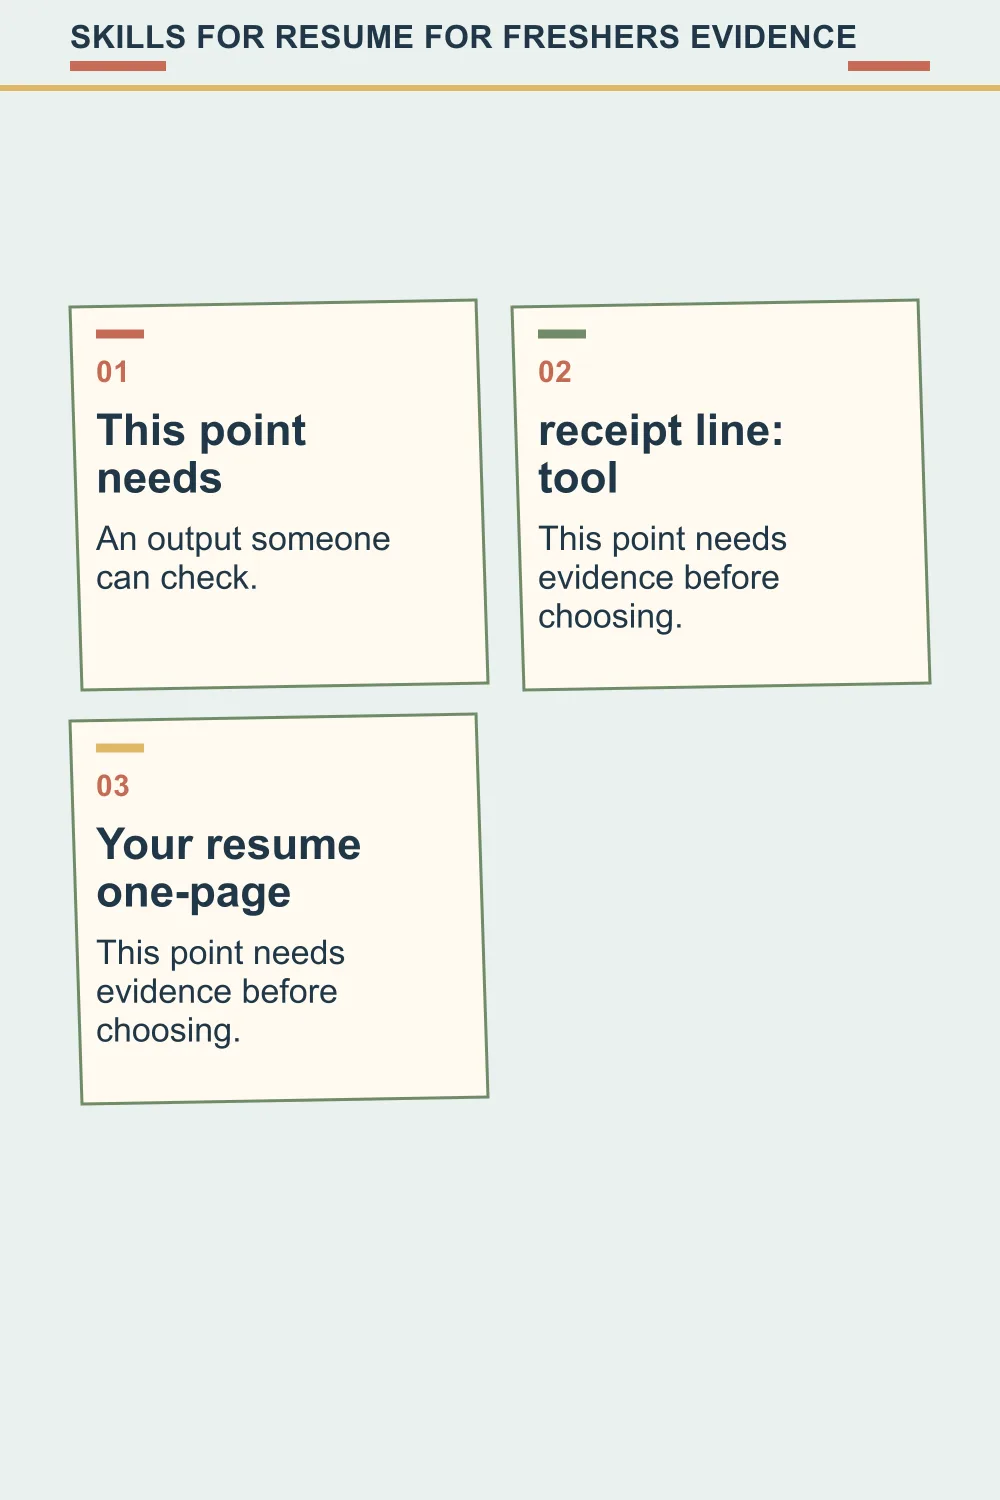 SKILLS FOR RESUME FOR FRESHERS EVIDENCE
01
This point
needs
An output someone
can check.
02
receipt line:
tool
This point needs
evidence before
choosing.
03
Your resume
one-page
This point needs
evidence before
choosing.